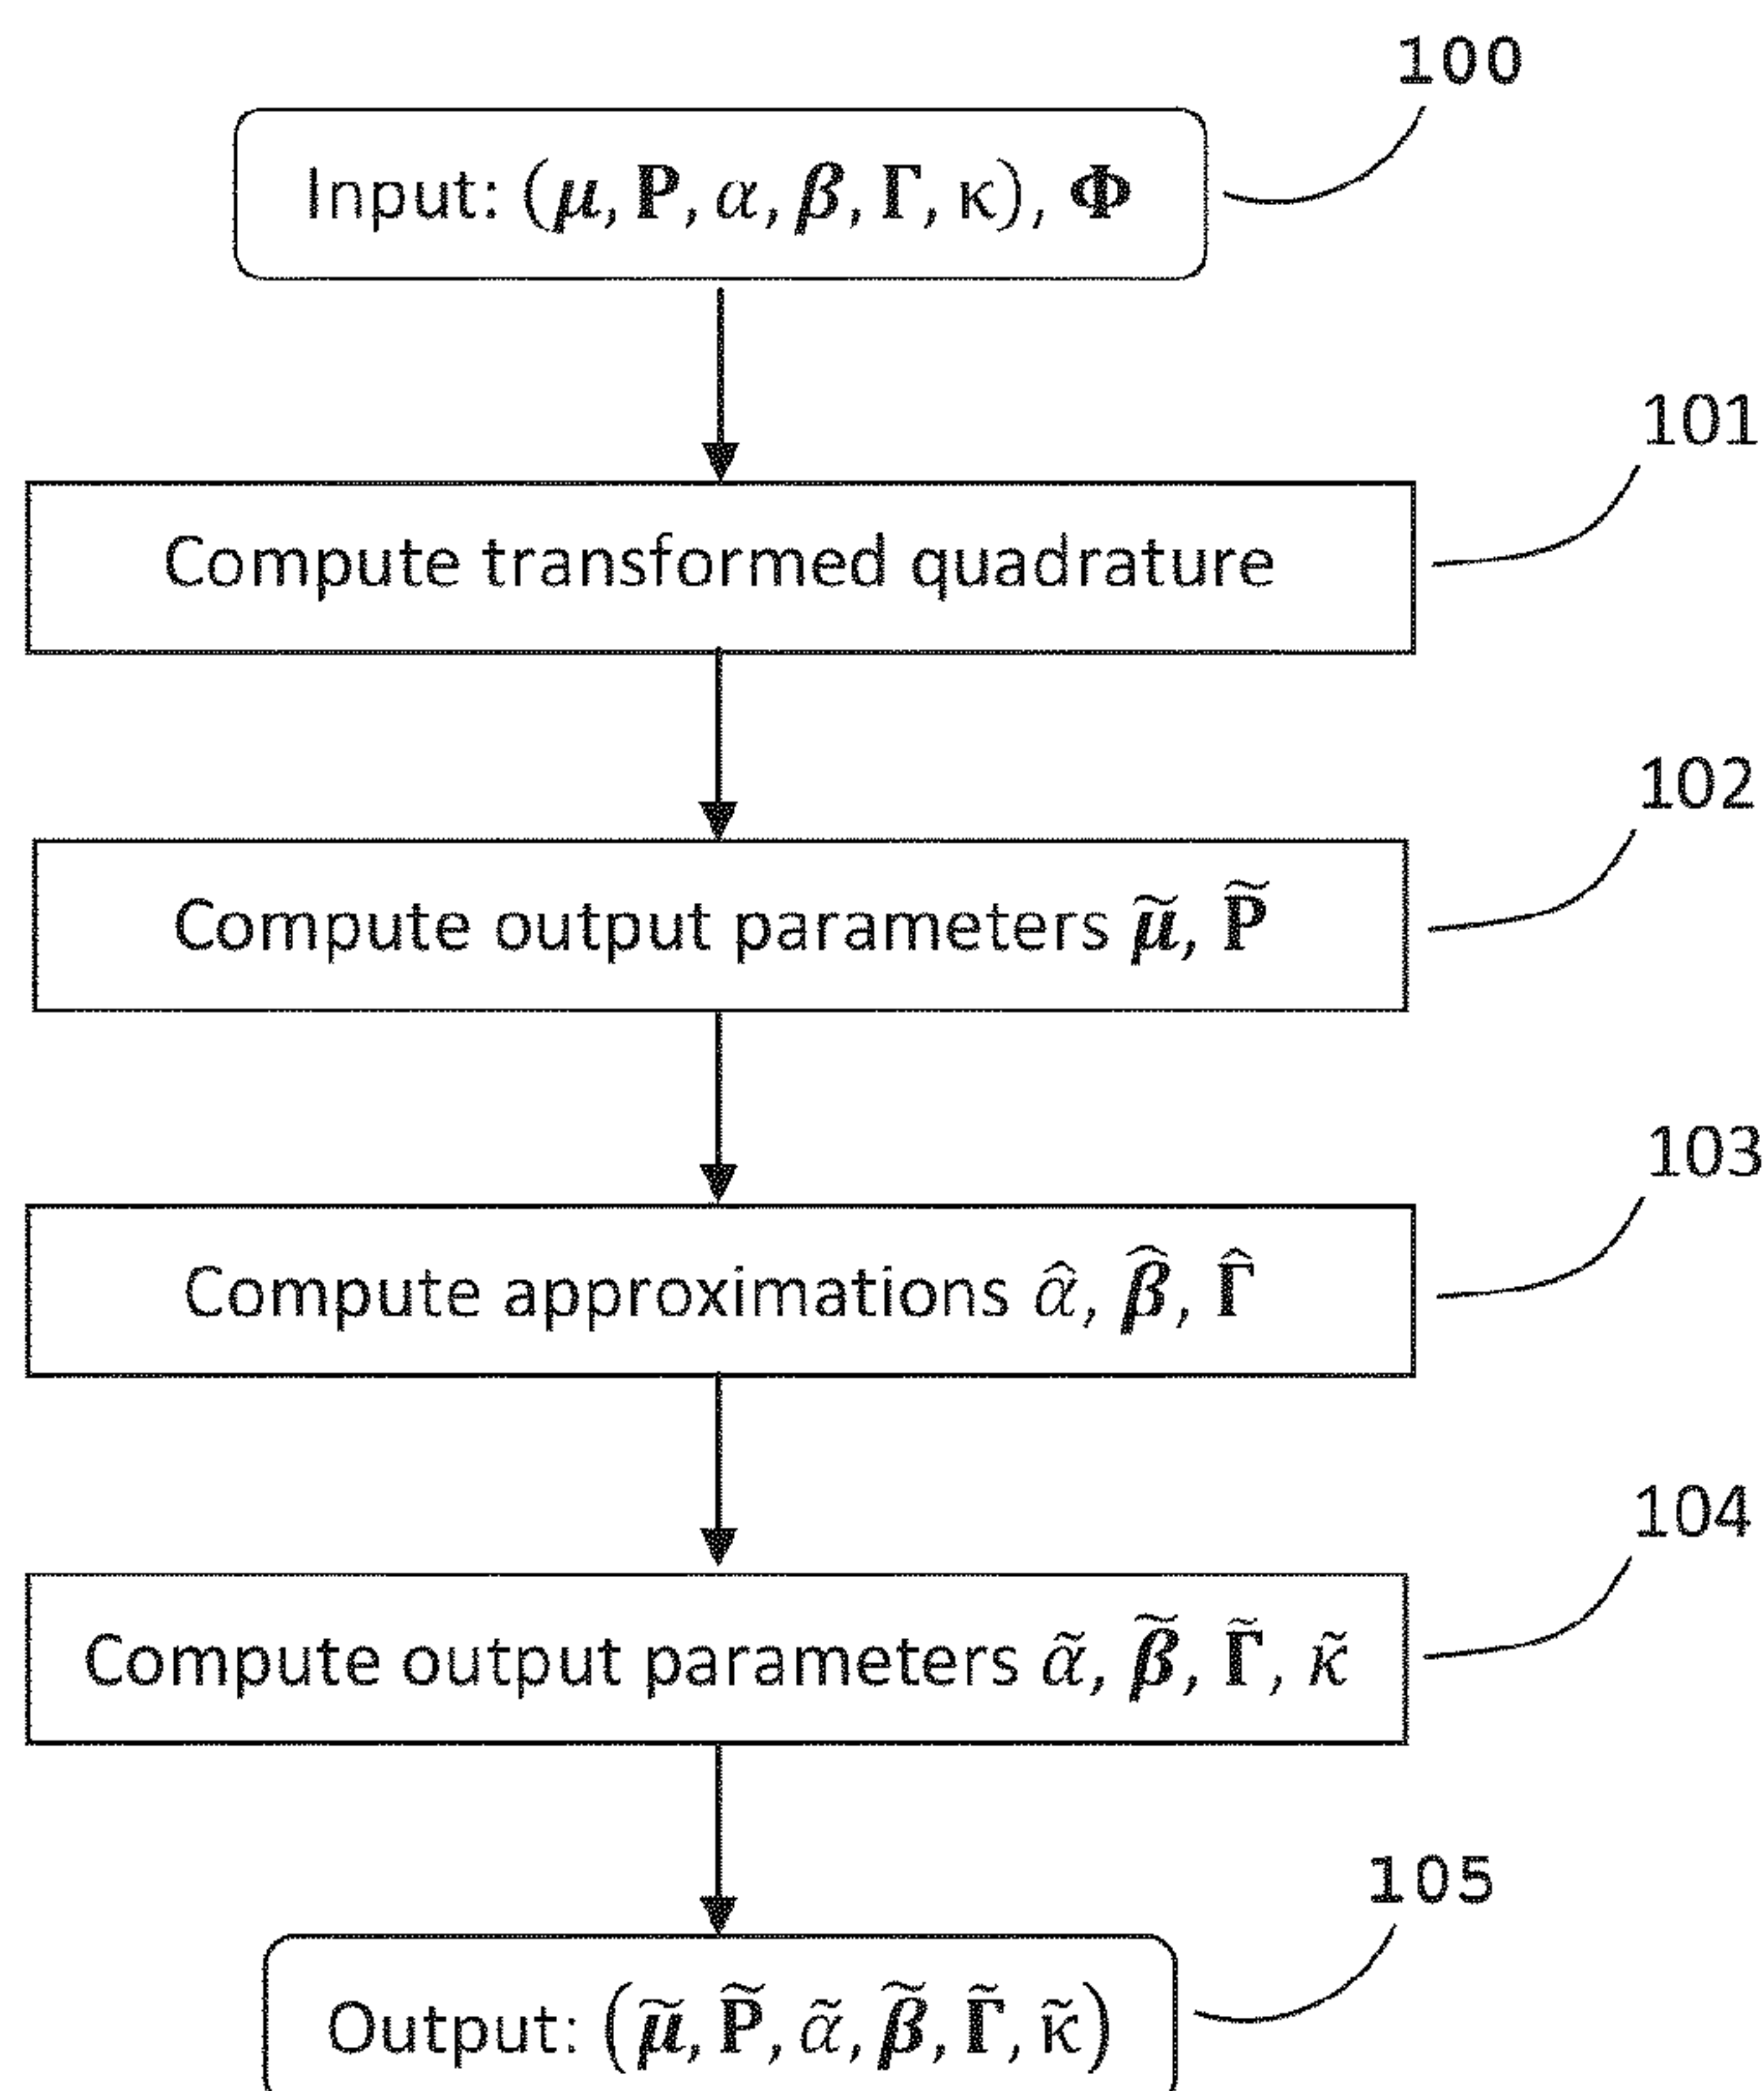 100
Input: (μ, P, α, β, Γ, κ), Φ
101
Compute transformed quadrature
102
Compute output parameters μ̃, P̃
103
Compute approximations α̂, β̂, Γ̂
104
Compute output parameters α̃, β̃, Γ̃, κ̃
105
Output: (μ̃, P̃, α̃, β̃, Γ̃, κ̃)